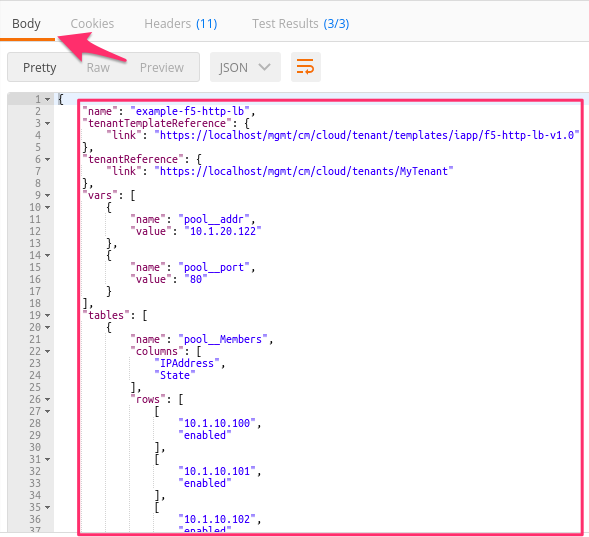 Body Cookies Headers (11) Test Results (3/3)
Pretty Raw Preview JSON
1 {
2 "name": "example-f5-http-lb",
3 "tenantTemplateReference": {
4 "link": "https://localhost/mgmt/cm/cloud/tenant/templates/iapp/f5-http-lb-v1.0"
5 },
6 "tenantReference": {
7 "link": "https://localhost/mgmt/cm/cloud/tenants/MyTenant"
8 },
9 "vars": [
10 {
11 "name": "pool__addr",
12 "value": "10.1.20.122"
13 },
14 {
15 "name": "pool__port",
16 "value": "80"
17 }
18 ],
19 "tables": [
20 {
21 "name": "pool__Members",
22 "columns": [
23 "IPAddress",
24 "State"
25 ],
26 "rows": [
27 [
28 "10.1.10.100",
29 "enabled"
30 ],
31 [
32 "10.1.10.101",
33 "enabled"
34 ],
35 [
36 "10.1.10.102",
37 "enabled"